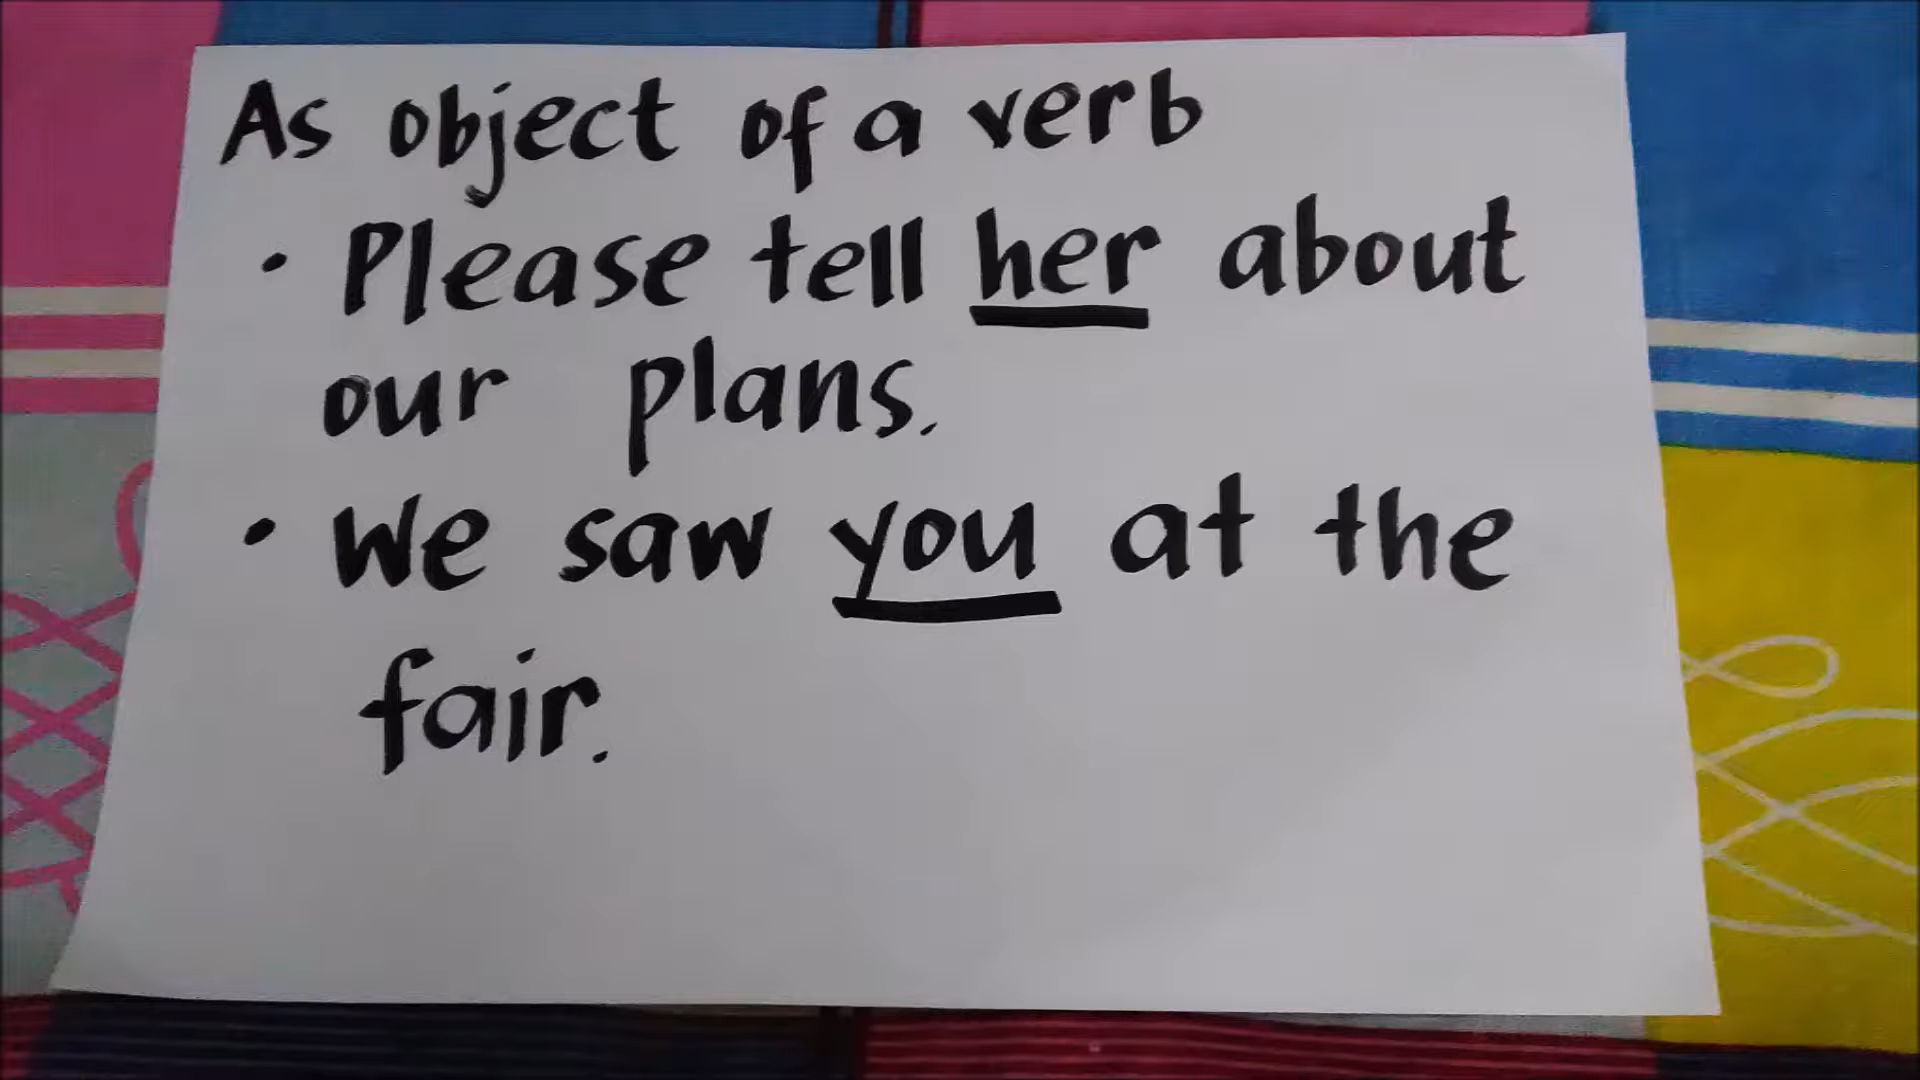 As object of a verb
• Please tell her about
our plans.
• We saw you at the
fair.